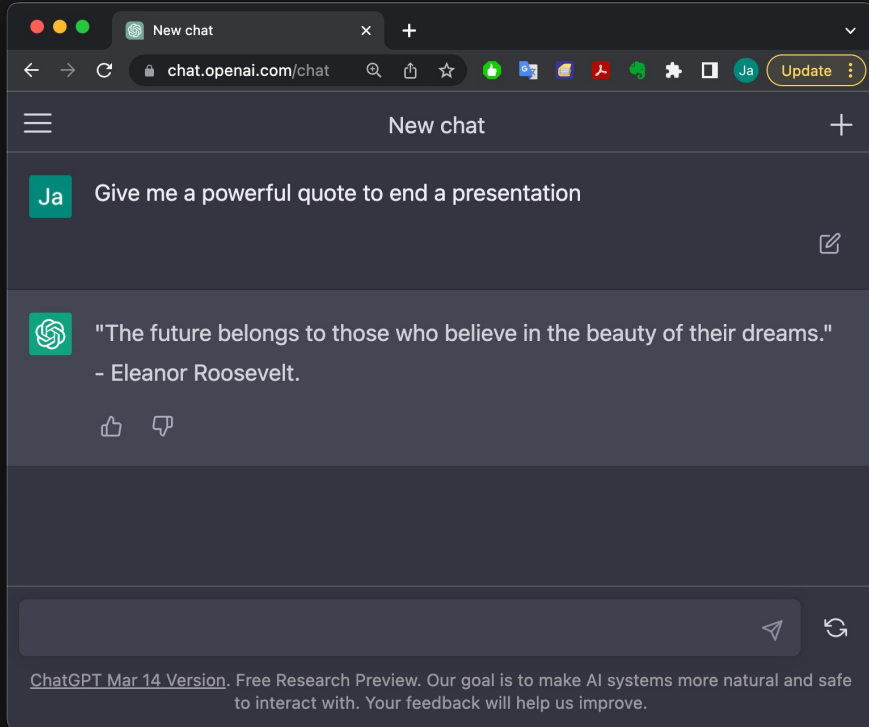 New chat
chat.openai.com/chat
Ja
Update
New chat
Ja
Give me a powerful quote to end a presentation
"The future belongs to those who believe in the beauty of their dreams."
- Eleanor Roosevelt.
ChatGPT Mar 14 Version. Free Research Preview. Our goal is to make AI systems more natural and safe
to interact with. Your feedback will help us improve.